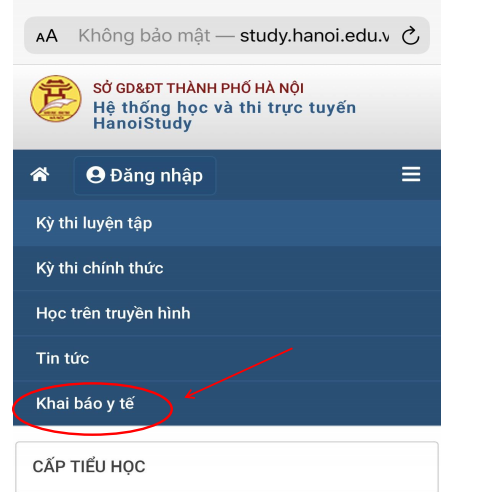 AA Không bảo mật — study.hanoi.edu.v
SỞ GD&ĐT THÀNH PHỐ HÀ NỘI
Hệ thống học và thi trực tuyến
HanoiStudy
Đăng nhập
Kỳ thi luyện tập
Kỳ thi chính thức
Học trên truyền hình
Tin tức
Khai báo y tế
CẤP TIỂU HỌC